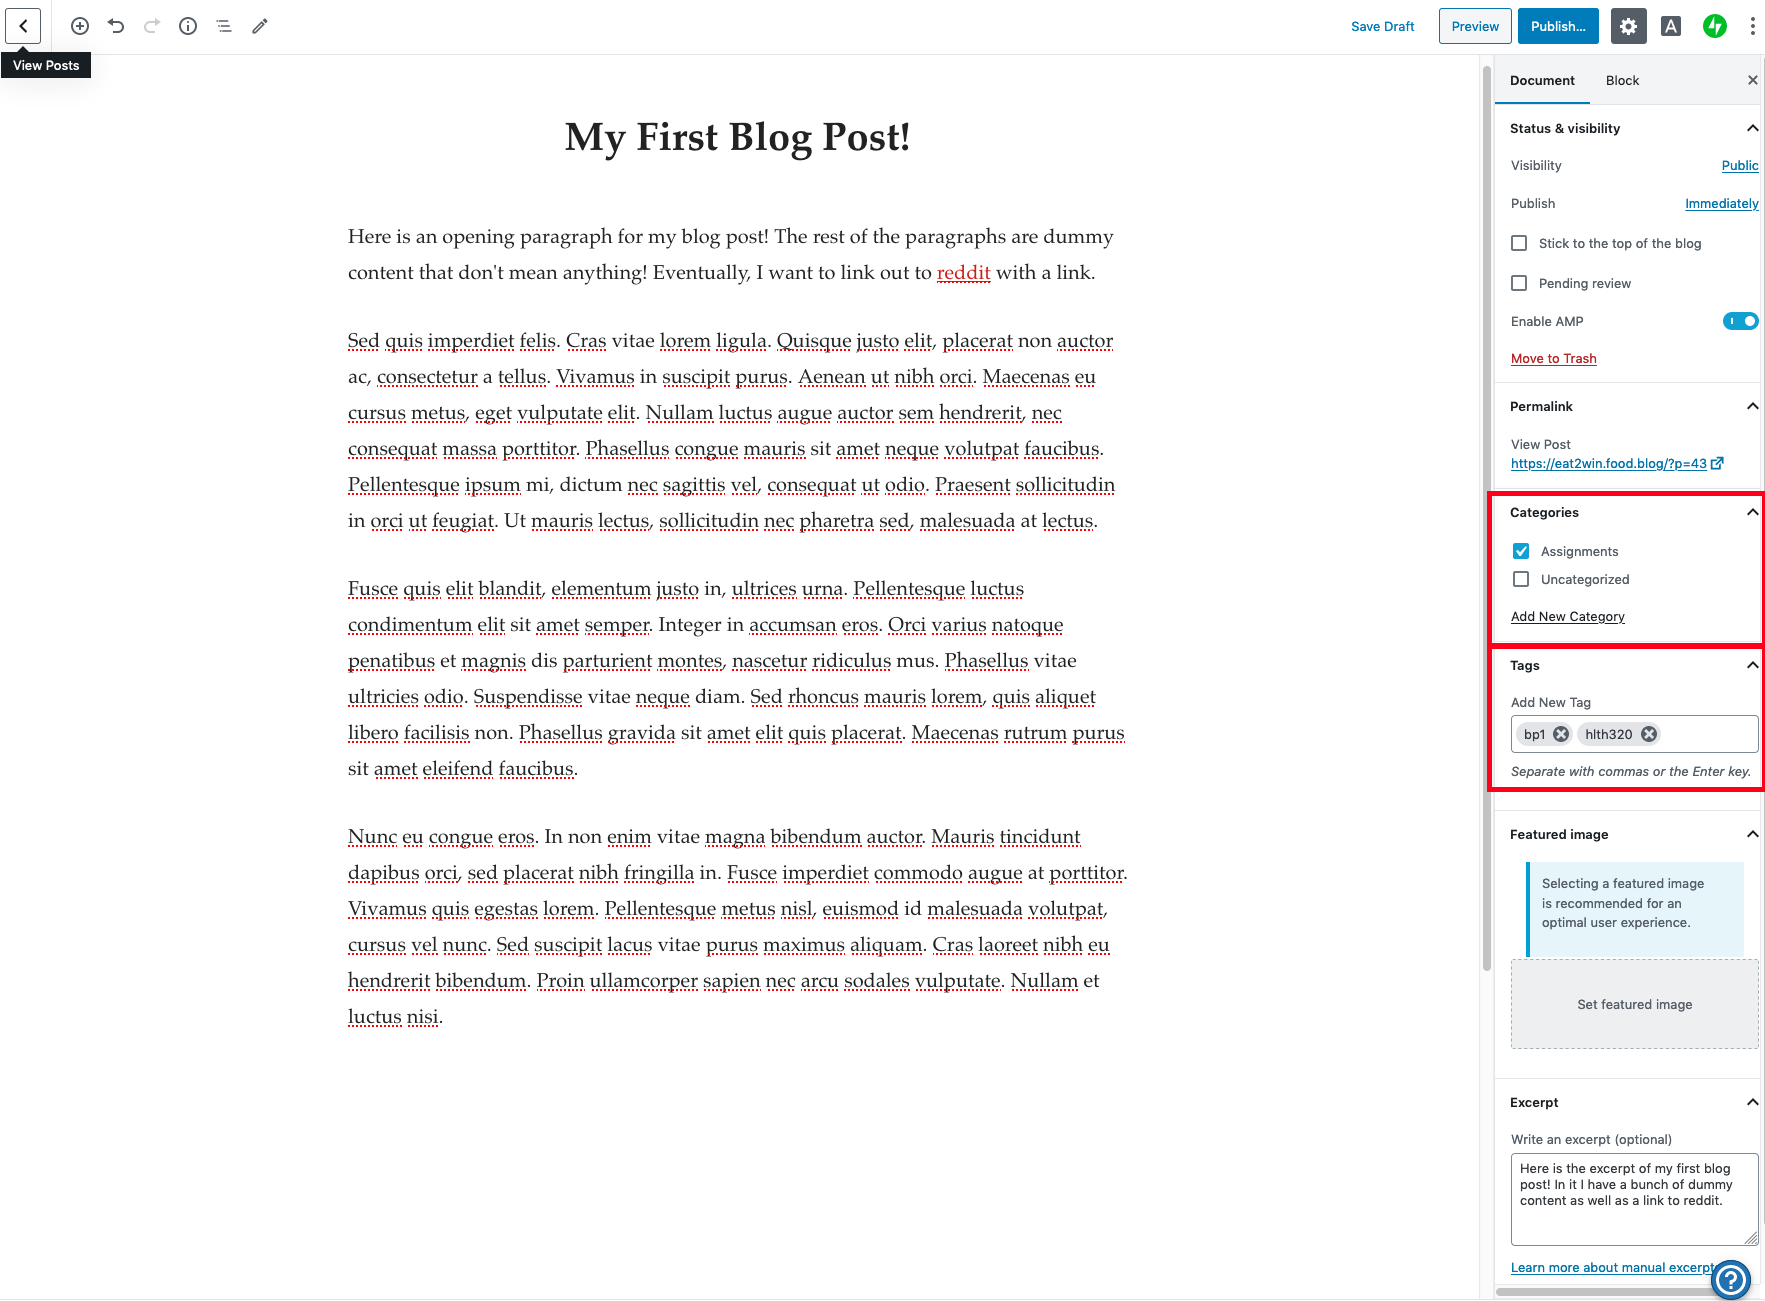 Save Draft
Preview
Publish...
A
View Posts
My First Blog Post!
Here is an opening paragraph for my blog post! The rest of the paragraphs are dummy
content that don't mean anything! Eventually, I want to link out to reddit with a link.
Sed quis imperdiet felis. Cras vitae lorem ligula. Quisque justo elit, placerat non auctor
ac, consectetur a tellus. Vivamus in suscipit purus. Aenean ut nibh orci. Maecenas eu
cursus metus, eget vulputate elit. Nullam luctus augue auctor sem hendrerit, nec
consequat massa porttitor. Phasellus congue mauris sit amet neque volutpat faucibus.
Pellentesque ipsum mi, dictum nec sagittis vel, consequat ut odio. Praesent sollicitudin
in orci ut feugiat. Ut mauris lectus, sollicitudin nec pharetra sed, malesuada at lectus.
Fusce quis elit blandit, elementum justo in, ultrices urna. Pellentesque luctus
condimentum elit sit amet semper. Integer in accumsan eros. Orci varius natoque
penatibus et magnis dis parturient montes, nascetur ridiculus mus. Phasellus vitae
ultricies odio. Suspendisse vitae neque diam. Sed rhoncus mauris lorem, quis aliquet
libero facilisis non. Phasellus gravida sit amet elit quis placerat. Maecenas rutrum purus
sit amet eleifend faucibus.
Nunc eu congue eros. In non enim vitae magna bibendum auctor. Mauris tincidunt
dapibus orci, sed placerat nibh fringilla in. Fusce imperdiet commodo augue at porttitor.
Vivamus quis egestas lorem. Pellentesque metus nisl, euismod id malesuada volutpat,
cursus vel nunc. Sed suscipit lacus vitae purus maximus aliquam. Cras laoreet nibh eu
hendrerit bibendum. Proin ullamcorper sapien nec arcu sodales vulputate. Nullam et
luctus nisi.
Document
Block
Status & visibility
Visibility
Public
Publish
Immediately
Stick to the top of the blog
Pending review
Enable AMP
Move to Trash
Permalink
View Post
https://eat2win.food.blog/?p=43
Categories
Assignments
Uncategorized
Add New Category
Tags
Add New Tag
bp1
hlth320
Separate with commas or the Enter key.
Featured image
Selecting a featured image
is recommended for an
optimal user experience.
Set featured image
Excerpt
Write an excerpt (optional)
Here is the excerpt of my first blog
post! In it I have a bunch of dummy
content as well as a link to reddit.
Learn more about manual excerpt
?